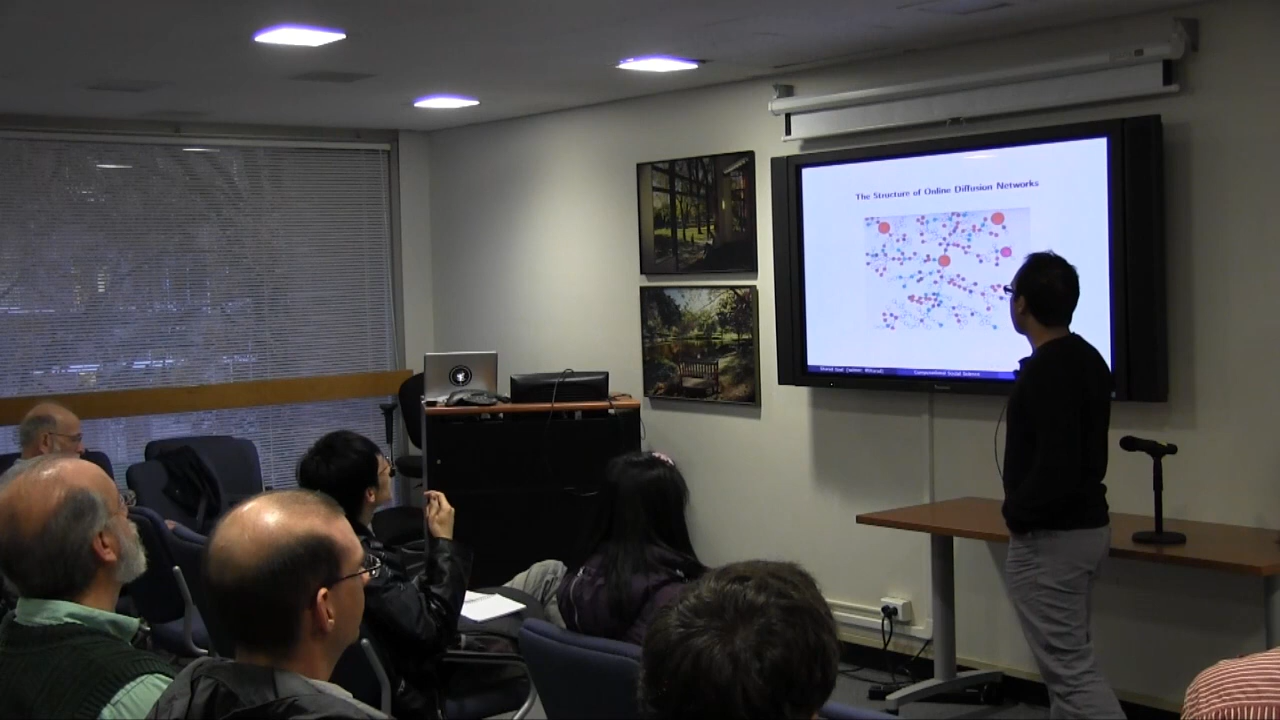 The Structure of Online Diffusion Networks
Computational Social Science